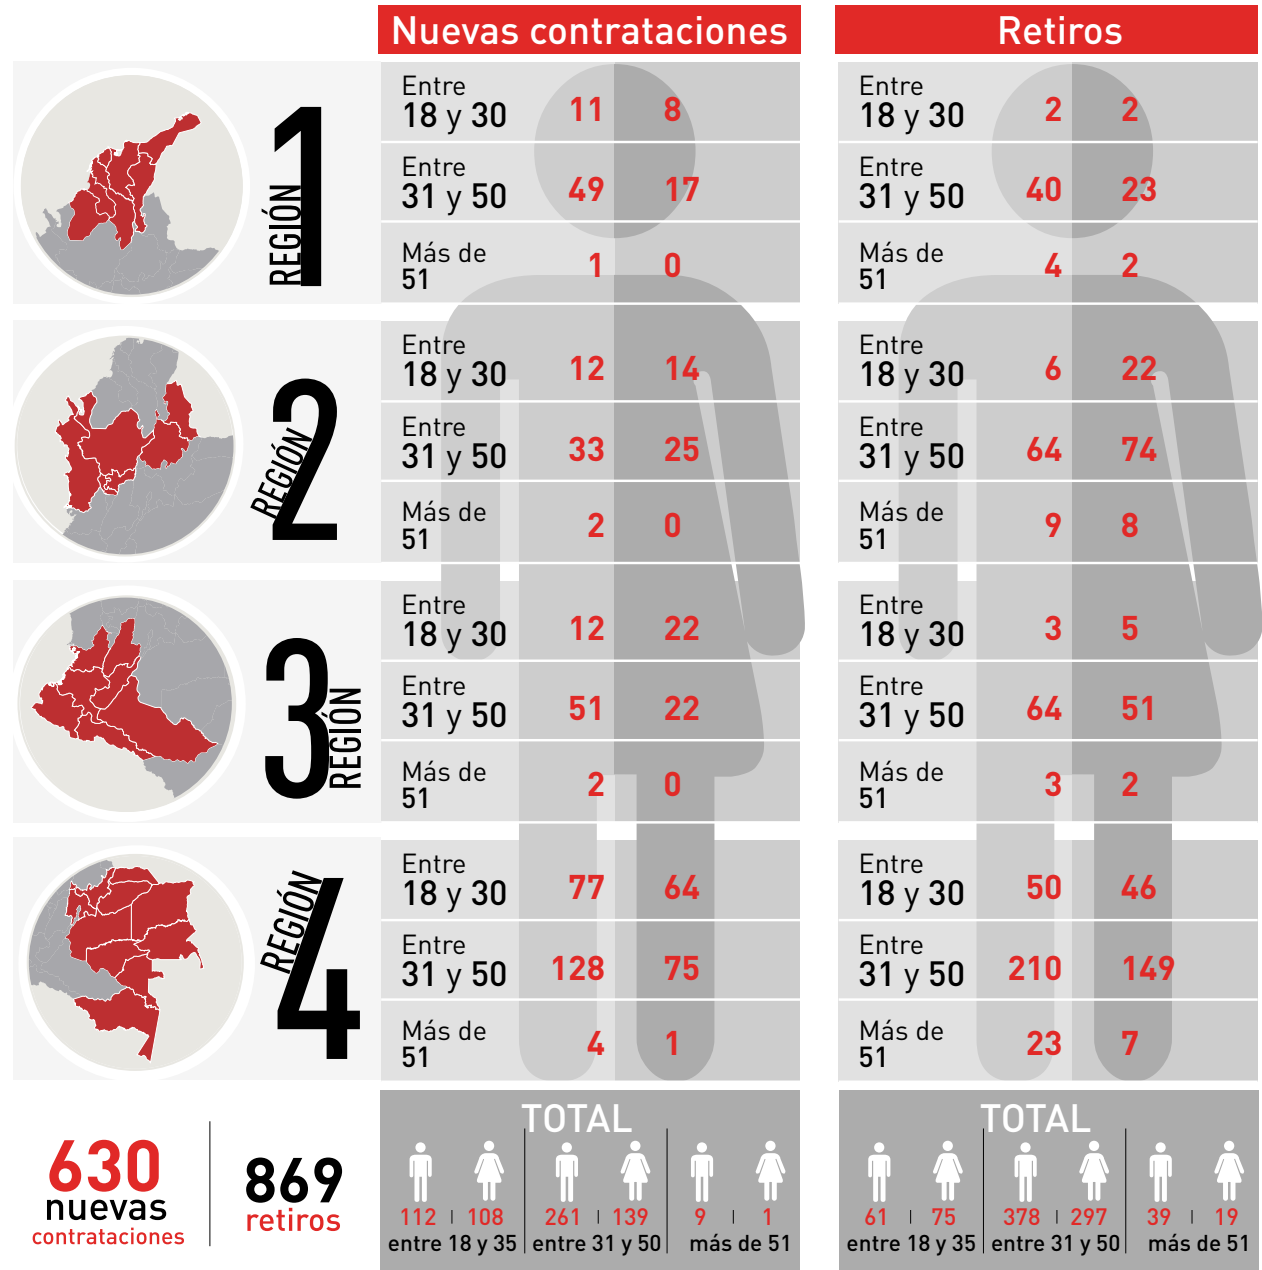 Nuevas contrataciones
Retiros
REGIÓN 1
Entre
18 y 30 11 8
Entre
31 y 50 49 17
Más de
51 1 0
Entre
18 y 30 2 2
Entre
31 y 50 40 23
Más de
51 4 2
REGIÓN 2
Entre
18 y 30 12 14
Entre
31 y 50 33 25
Más de
51 2 0
Entre
18 y 30 6 22
Entre
31 y 50 64 74
Más de
51 9 8
REGIÓN 3
Entre
18 y 30 12 22
Entre
31 y 50 51 22
Más de
51 2 0
Entre
18 y 30 3 5
Entre
31 y 50 64 51
Más de
51 3 2
REGIÓN 4
Entre
18 y 30 77 64
Entre
31 y 50 128 75
Más de
51 4 1
Entre
18 y 30 50 46
Entre
31 y 50 210 149
Más de
51 23 7
630
nuevas
contrataciones
869
retiros
TOTAL
112 108 261 139 9 1
entre 18 y 35 entre 31 y 50 más de 51
TOTAL
61 75 378 297 39 19
entre 18 y 35 entre 31 y 50 más de 51